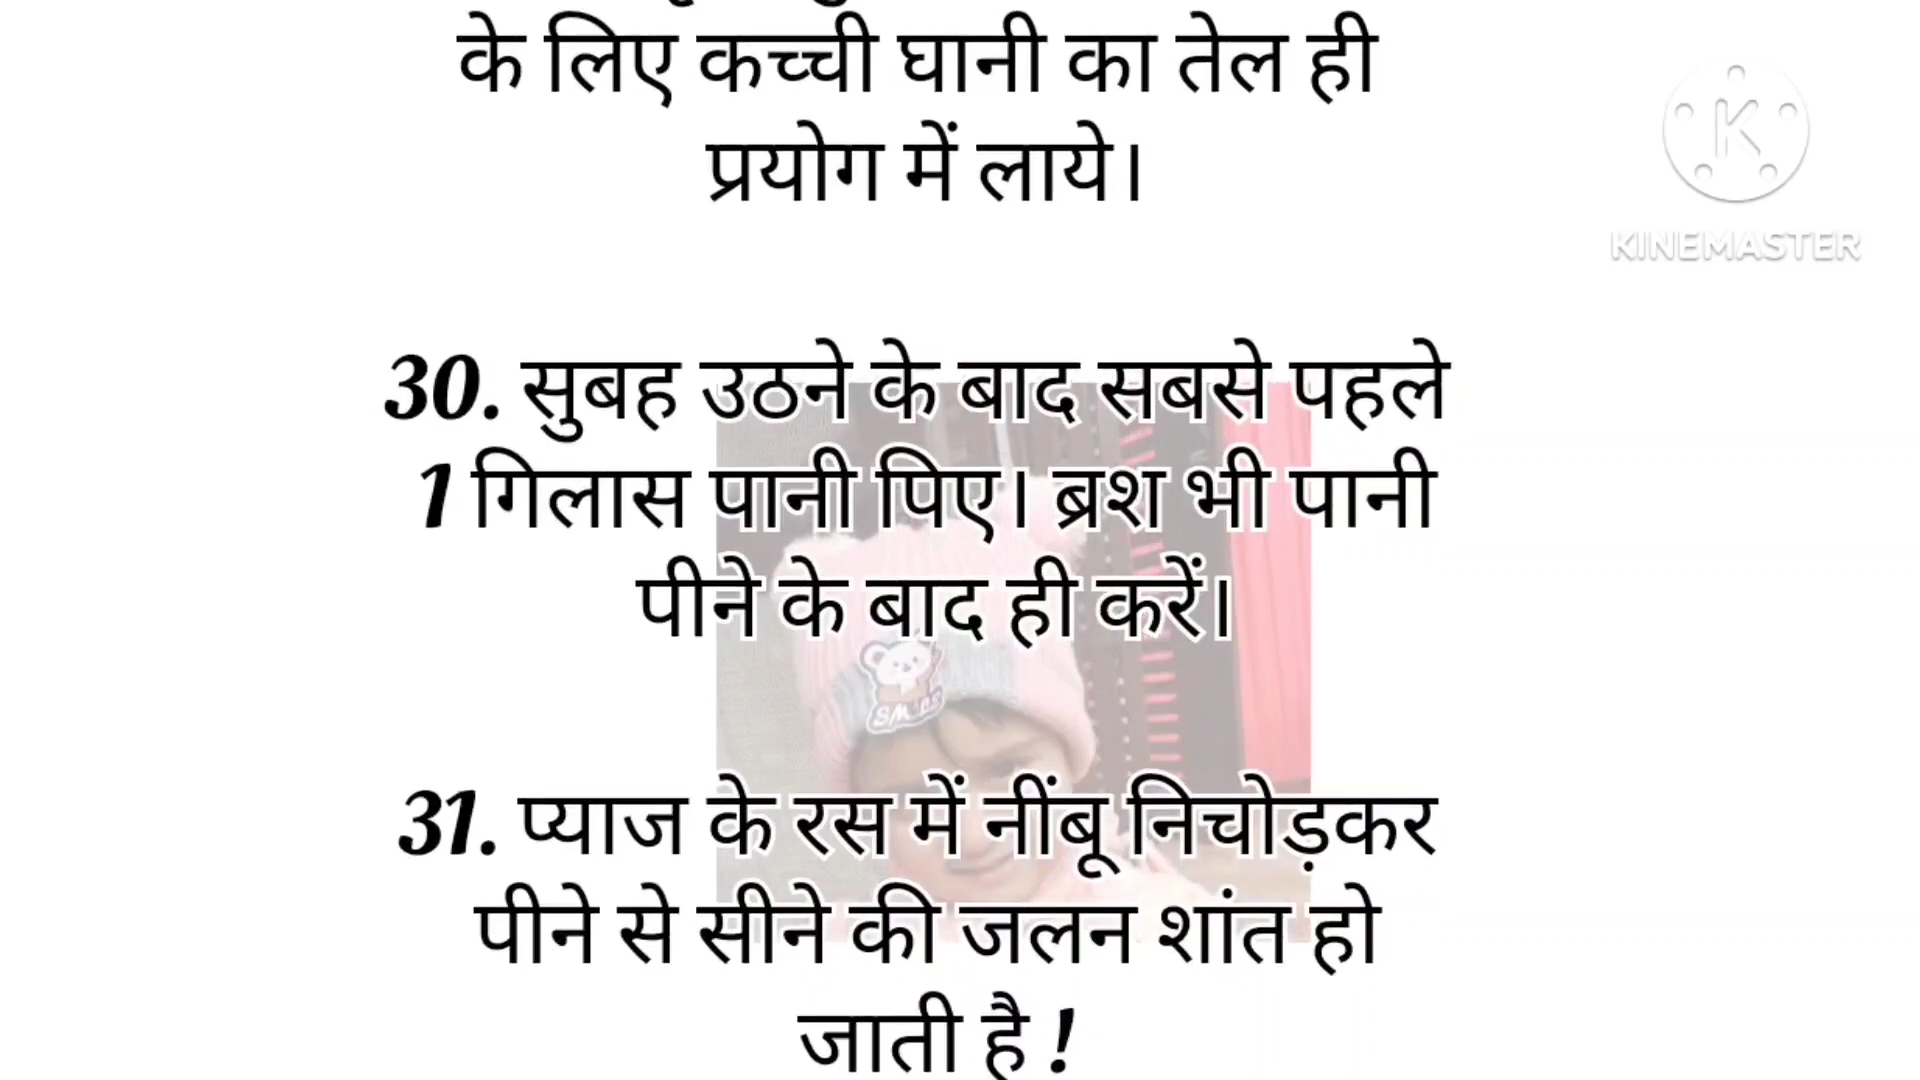 के लिए कच्ची घानी का तेल ही
प्रयोग में लाये।
KINEMASTER
30. सुबह उठने के बाद सबसे पहले
1 गिलास पानी पिए। ब्रश भी पानी
पीने के बाद ही करें।
31. प्याज के रस में नींबू निचोड़कर
पीने से सीने की जलन शांत हो
जाती है !